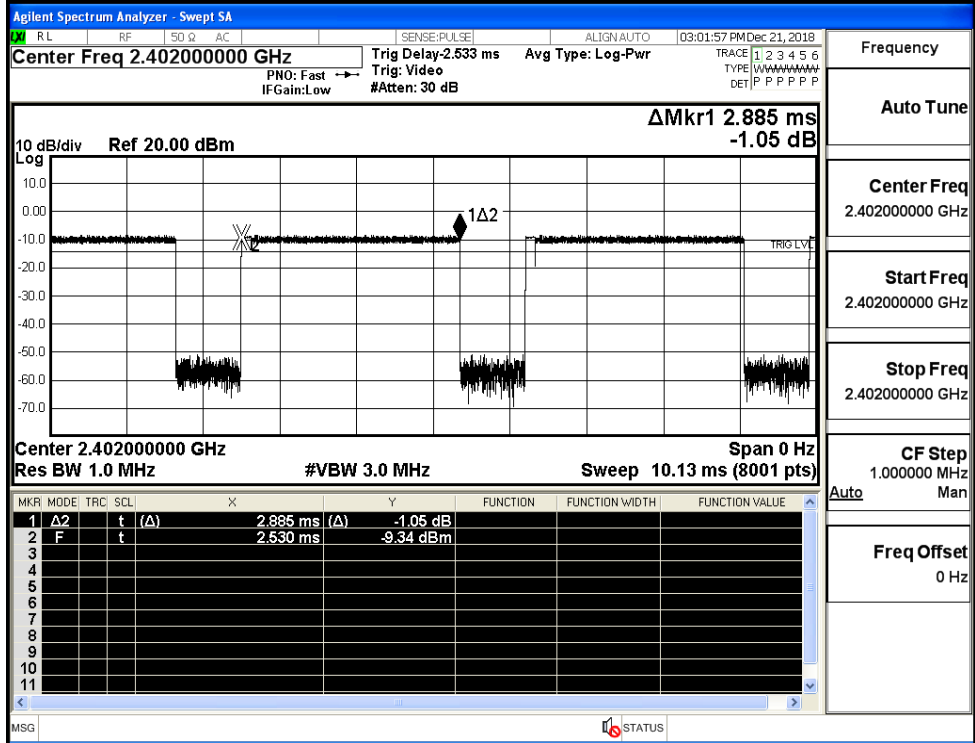 Agilent Spectrum Analyzer - Swept SA
LXI RL RF 50 Ω AC SENSE:PULSE ALIGN AUTO 03:01:57 PM Dec 21, 2018
Center Freq 2.402000000 GHz
PNO: Fast
IFGain:Low
Trig Delay-2.533 ms
Trig: Video
#Atten: 30 dB
Avg Type: Log-Pwr
TRACE 1 2 3 4 5 6
TYPE WWWWWW
DET P P P P P P
ΔMkr1 2.885 ms
-1.05 dB
10 dB/div Ref 20.00 dBm
Log
10.0
0.00
-10.0
-20.0
-30.0
-40.0
-50.0
-60.0
-70.0
1Δ2
2
TRIG LVL
Center 2.402000000 GHz Span 0 Hz
Res BW 1.0 MHz #VBW 3.0 MHz Sweep 10.13 ms (8001 pts)
MKR MODE TRC SCL X Y FUNCTION FUNCTION WIDTH FUNCTION VALUE
1 Δ2 t (Δ) 2.885 ms (Δ) -1.05 dB
2 F t 2.530 ms -9.34 dBm
3
4
5
6
7
8
9
10
11
MSG STATUS
Frequency
Auto Tune
Center Freq
2.402000000 GHz
Start Freq
2.402000000 GHz
Stop Freq
2.402000000 GHz
CF Step
1.000000 MHz
Auto Man
Freq Offset
0 Hz